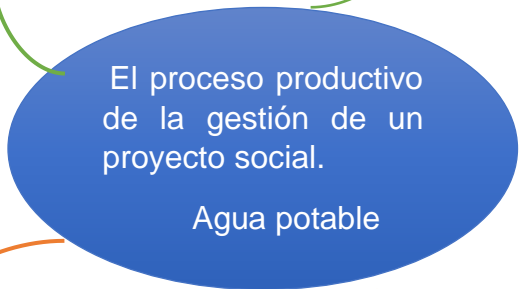 El proceso productivo
de la gestión de un
proyecto social.
Agua potable